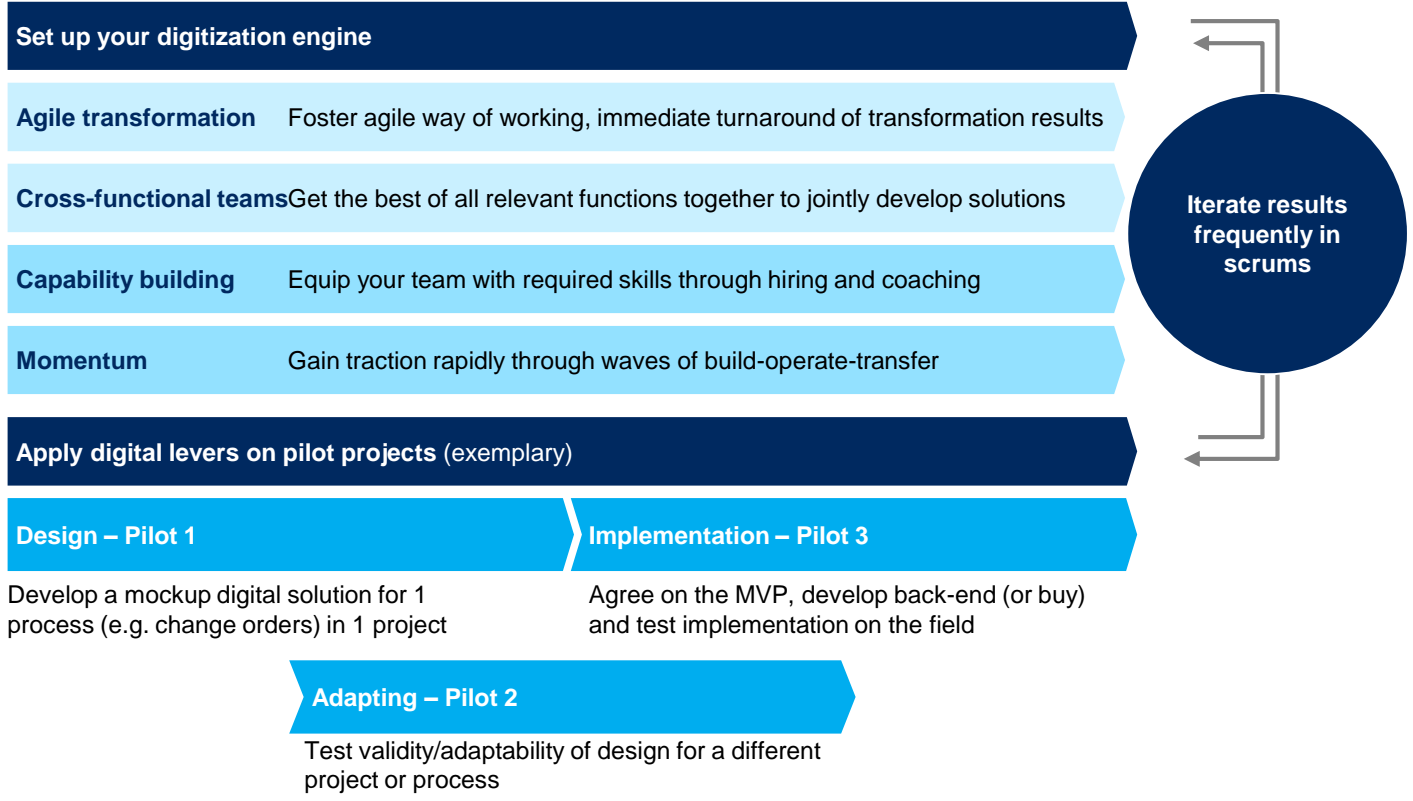 Set up your digitization engine
Agile transformation Foster agile way of working, immediate turnaround of transformation results
Cross-functional teams Get the best of all relevant functions together to jointly develop solutions
Capability building Equip your team with required skills through hiring and coaching
Momentum Gain traction rapidly through waves of build-operate-transfer
Iterate results
frequently in
scrums
Apply digital levers on pilot projects (exemplary)
Design – Pilot 1
Develop a mockup digital solution for 1
process (e.g. change orders) in 1 project
Implementation – Pilot 3
Agree on the MVP, develop back-end (or buy)
and test implementation on the field
Adapting – Pilot 2
Test validity/adaptability of design for a different
project or process